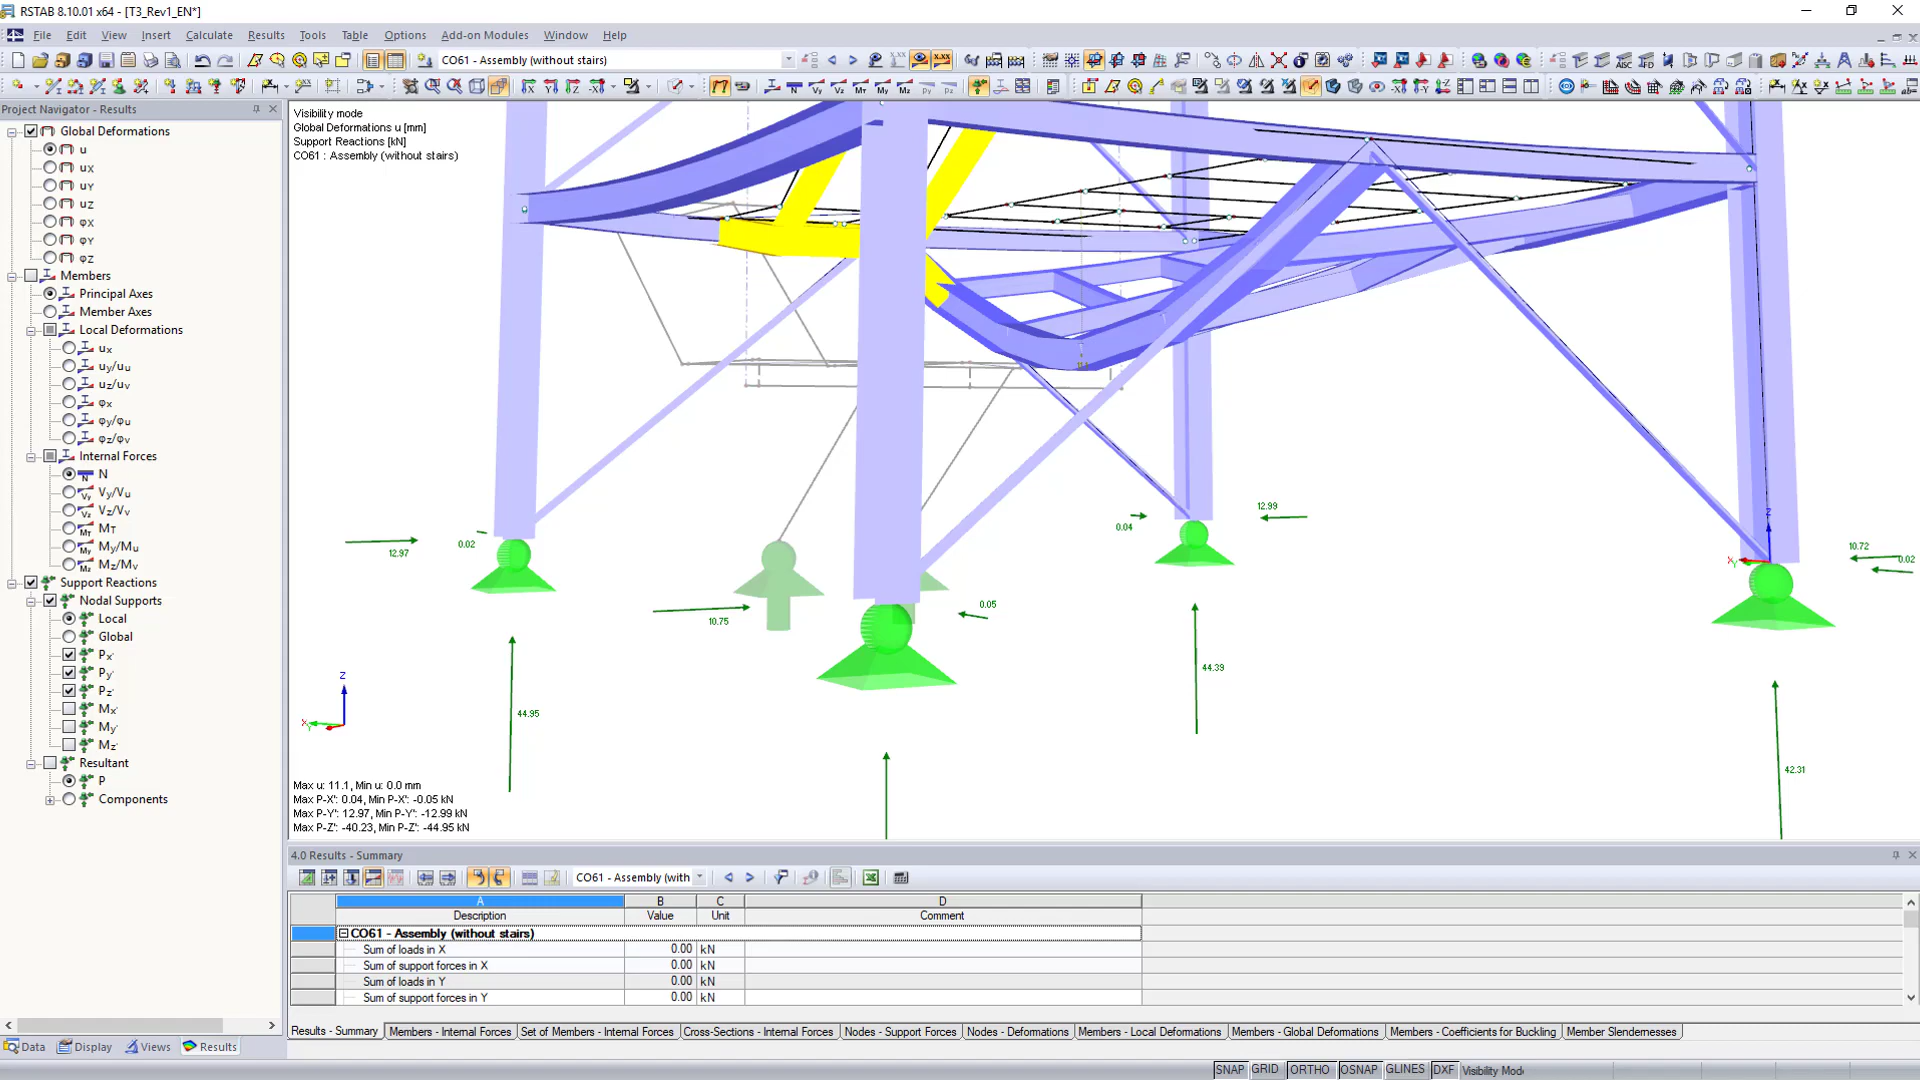 RSTAB 8.10.01 x64 - [T3_Rev1_EN*]
File Edit View Insert Calculate Results Tools Table Options Add-on Modules Window Help
CO61 - Assembly (without stairs)
Project Navigator - Results
Global Deformations
u
uX
uY
uZ
φX
φY
φZ
Members
Principal Axes
Member Axes
Local Deformations
ux
uy/uu
uz/uv
φx
φy/φu
φz/φv
Internal Forces
N
Vy/Vu
Vz/Vv
MT
My/Mu
Mz/Mv
Support Reactions
Nodal Supports
Local
Global
Px'
Py'
Pz'
Mx'
My'
Mz'
Resultant
P
Components
Data Display Views Results
Visibility mode
Global Deformations u [mm]
Support Reactions [kN]
CO61 : Assembly (without stairs)
12.97
0.02
10.75
0.05
0.04
12.99
10.72
0.02
44.95
44.39
42.31
Z
X
Y
Z
X
Y
Max u: 11.1, Min u: 0.0 mm
Max P-X': 0.04, Min P-X': -0.05 kN
Max P-Y': 12.97, Min P-Y': -12.99 kN
Max P-Z': -40.23, Min P-Z': -44.95 kN
4.0 Results - Summary
CO61 - Assembly (with
A B C D
Description Value Unit Comment
CO61 - Assembly (without stairs)
Sum of loads in X 0.00 kN
Sum of support forces in X 0.00 kN
Sum of loads in Y 0.00 kN
Sum of support forces in Y 0.00 kN
Results - Summary Members - Internal Forces Set of Members - Internal Forces Cross-Sections - Internal Forces Nodes - Support Forces Nodes - Deformations Members - Local Deformations Members - Global Deformations Members - Coefficients for Buckling Member Slendernesses
SNAP GRID ORTHO OSNAP GLINES DXF Visibility Mode